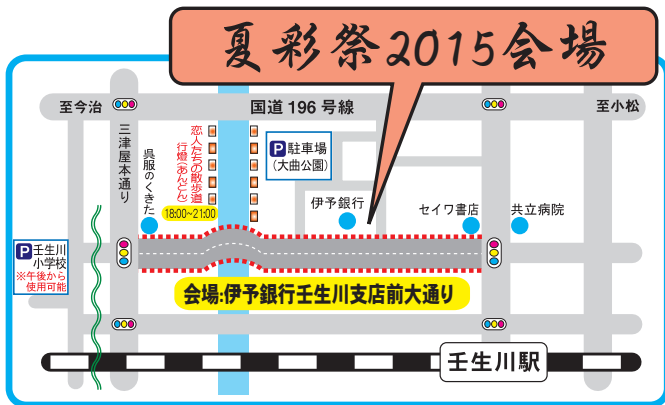 夏彩祭2015会場
至今治
国道196号線
至小松
三津屋本通り
呉服のくきた
恋人たちの散歩道
行燈(あんどん)
18:00~21:00
P 駐車場
(大曲公園)
伊予銀行
セイワ書店
共立病院
P 壬生川
小学校
※午後から
使用可能
会場:伊予銀行壬生川支店前大通り
壬生川駅